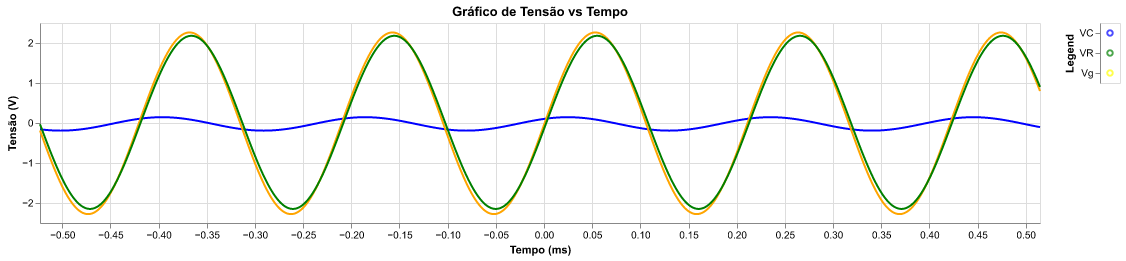 Gráfico de Tensão vs Tempo
Tensão (V)
2
1
0
−1
−2
−0.50 −0.45 −0.40 −0.35 −0.30 −0.25 −0.20 −0.15 −0.10 −0.05 0.00 0.05 0.10 0.15 0.20 0.25 0.30 0.35 0.40 0.45 0.50
Tempo (ms)
Legend
VC
VR
Vg